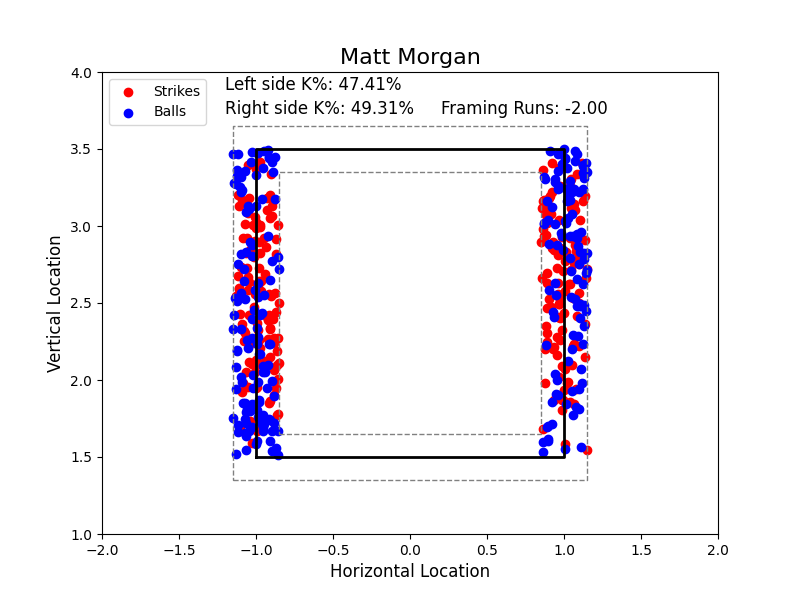 Matt Morgan
Strikes
Balls
Left side K%: 47.41%
Right side K%: 49.31% Framing Runs: -2.00
4.0
3.5
3.0
2.5
2.0
1.5
1.0
Vertical Location
−2.0 −1.5 −1.0 −0.5 0.0 0.5 1.0 1.5 2.0
Horizontal Location